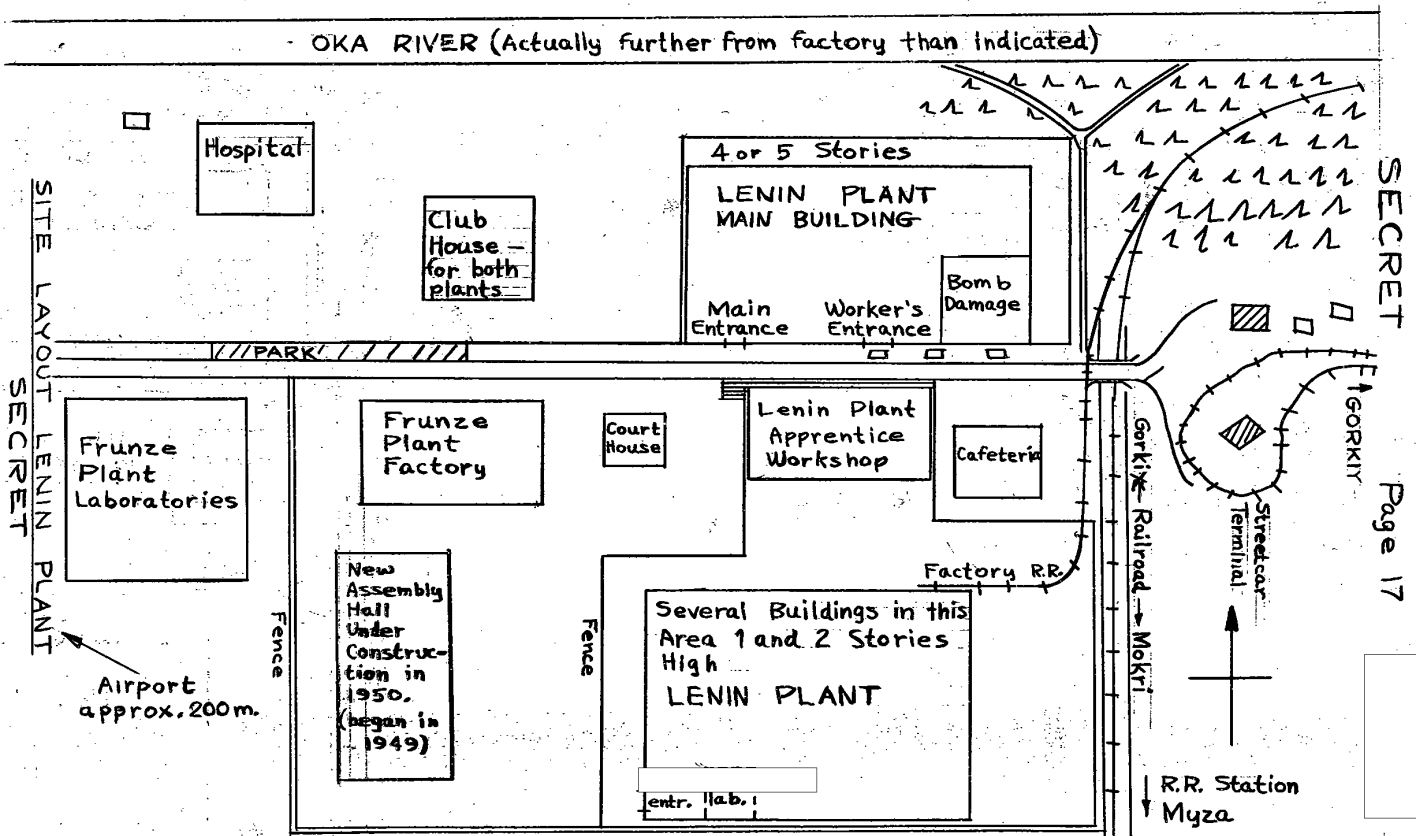 OKA RIVER (Actually further from factory than indicated)
Hospital
Club
House —
for both
plants
4 or 5 Stories
LENIN PLANT
MAIN BUILDING
Bomb
Damage
Main
Entrance
Worker's
Entrance
PARK
SECRET
Page 17
SITE LAYOUT LENIN PLANT
SECRET
Frunze
Plant
Laboratories
Frunze
Plant
Factory
Court
House
Lenin Plant
Apprentice
Workshop
Cafeteria
GORKIY
Gorkiy ← Railroad → Mokri
Streetcar
Terminal
New
Assembly
Hall
Under
Construc-
tion in
1950.
(began in
1949)
Fence
Fence
Factory R.R.
Several Buildings in this
Area 1 and 2 Stories
High
LENIN PLANT
entr. lab.
Airport
approx. 200 m.
R.R. Station
Myza